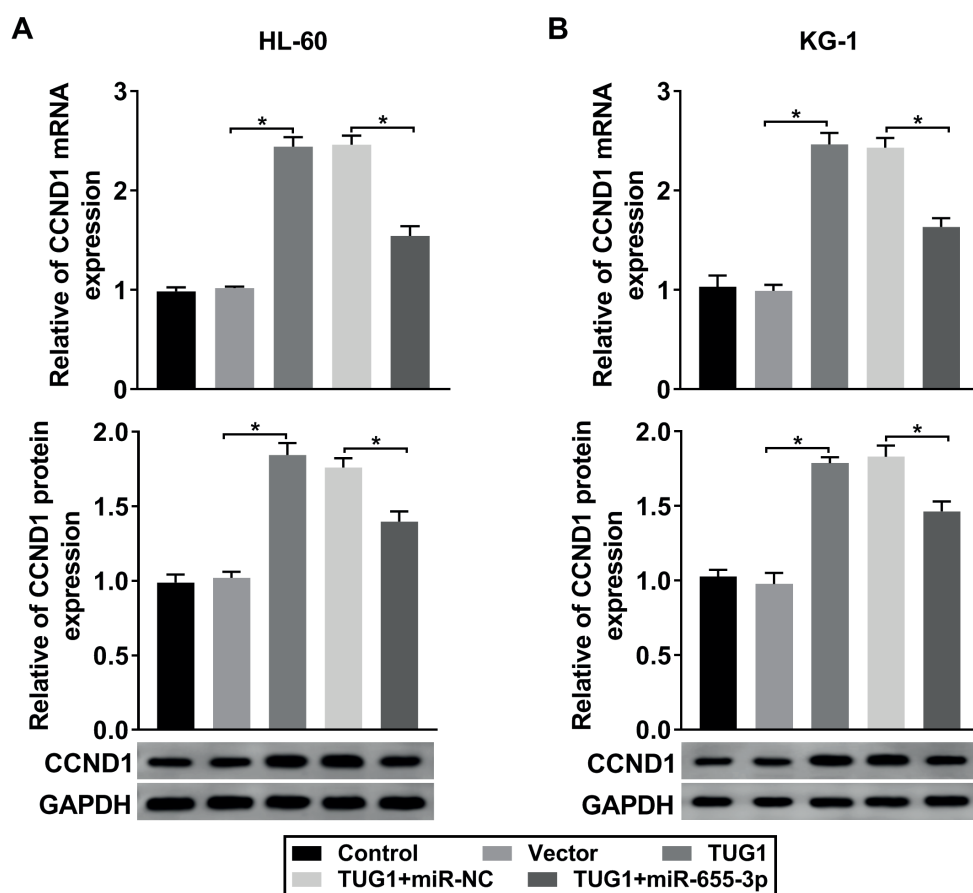 A
HL-60
Relative of CCND1 mRNA
expression
3
2
1
0
*
*
B
KG-1
Relative of CCND1 mRNA
expression
3
2
1
0
*
*
Relative of CCND1 protein
expression
2.0
1.5
1.0
0.5
0.0
*
*
CCND1
GAPDH
Relative of CCND1 protein
expression
2.0
1.5
1.0
0.5
0.0
*
*
CCND1
GAPDH
Control Vector TUG1
TUG1+miR-NC TUG1+miR-655-3p